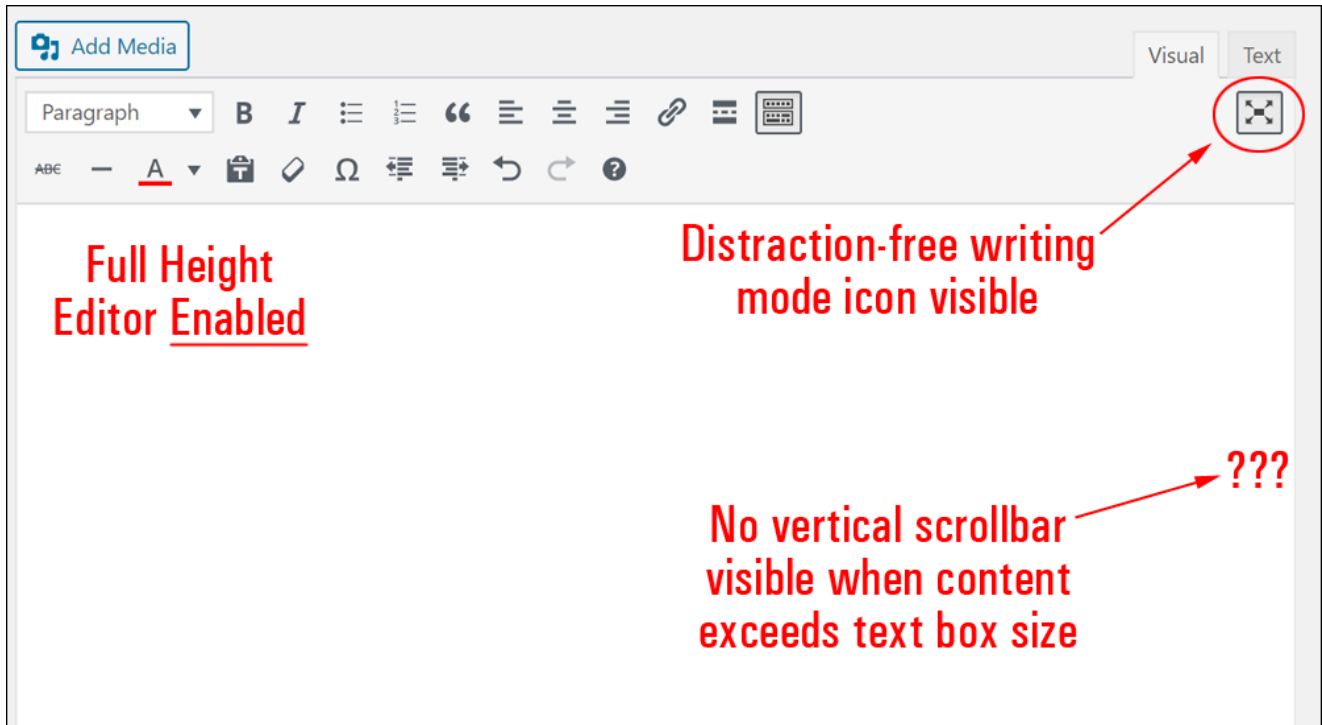 Add Media
Visual Text
Paragraph B I
ABC A T Ω ?
Full Height
Editor Enabled
Distraction-free writing
mode icon visible
???
No vertical scrollbar
visible when content
exceeds text box size